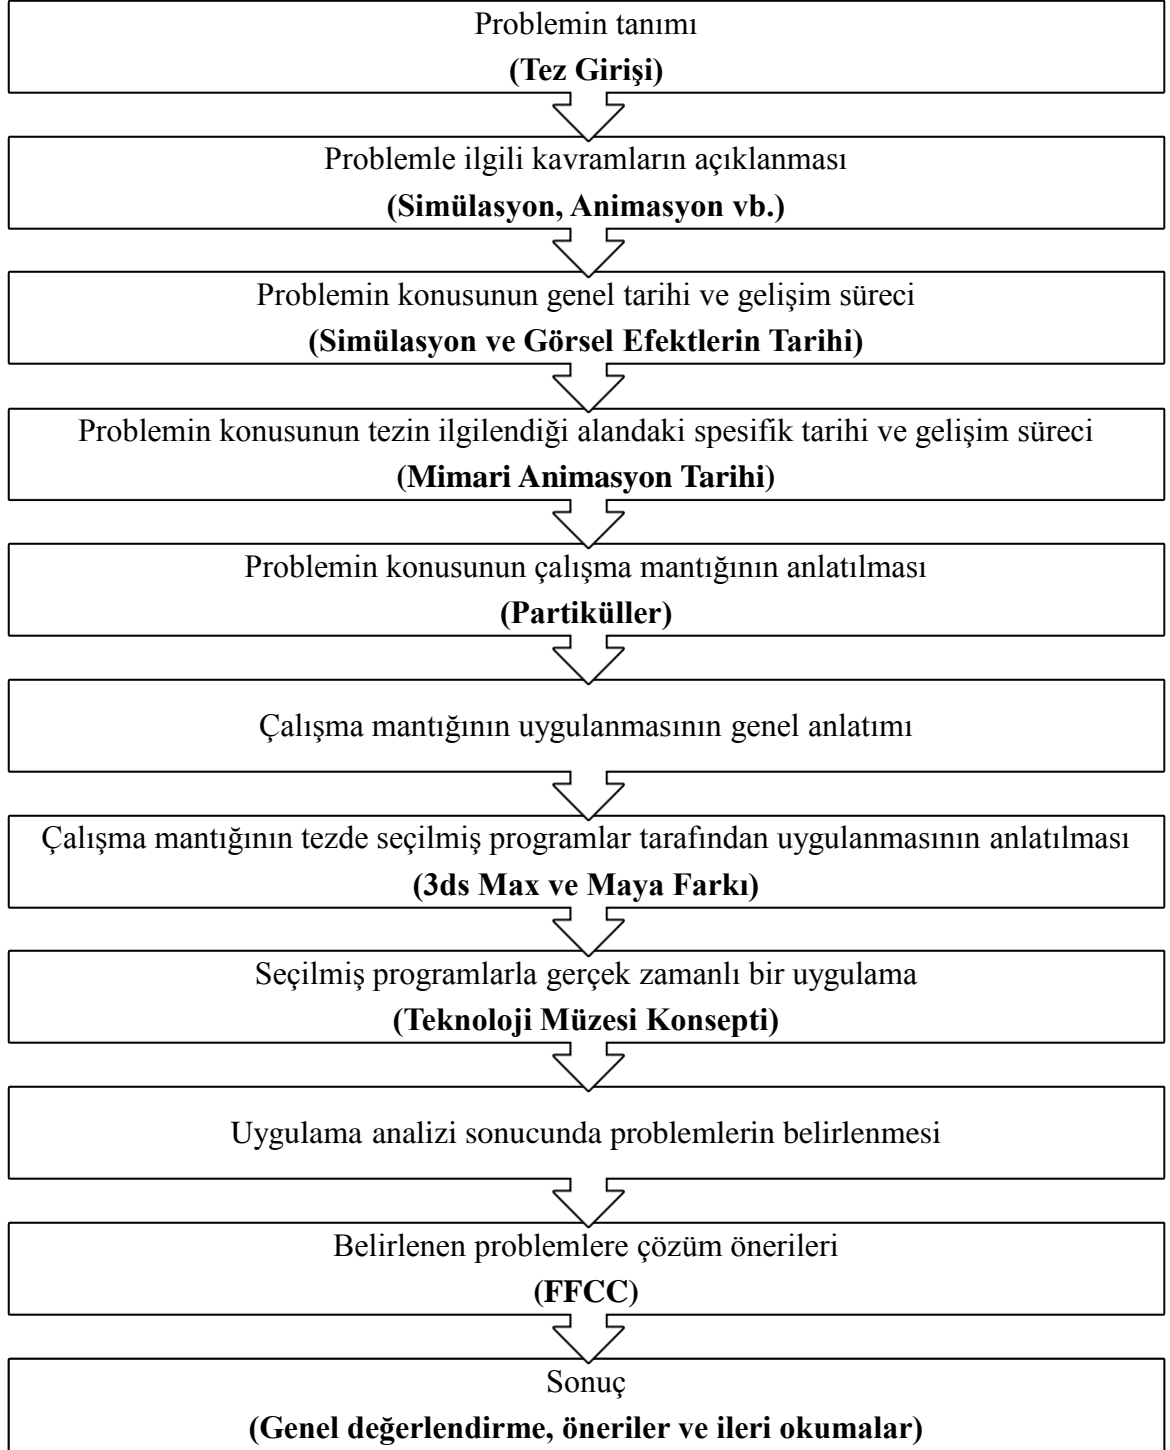 Problemin tanımı
(Tez Girişi)
Problemle ilgili kavramların açıklanması
(Simülasyon, Animasyon vb.)
Problemin konusunun genel tarihi ve gelişim süreci
(Simülasyon ve Görsel Efektlerin Tarihi)
Problemin konusunun tezin ilgilendiği alandaki spesifik tarihi ve gelişim süreci
(Mimari Animasyon Tarihi)
Problemin konusunun çalışma mantığının anlatılması
(Partiküller)
Çalışma mantığının uygulanmasının genel anlatımı
Çalışma mantığının tezde seçilmiş programlar tarafından uygulanmasının anlatılması
(3ds Max ve Maya Farkı)
Seçilmiş programlarla gerçek zamanlı bir uygulama
(Teknoloji Müzesi Konsepti)
Uygulama analizi sonucunda problemlerin belirlenmesi
Belirlenen problemlere çözüm önerileri
(FFCC)
Sonuç
(Genel değerlendirme, öneriler ve ileri okumalar)